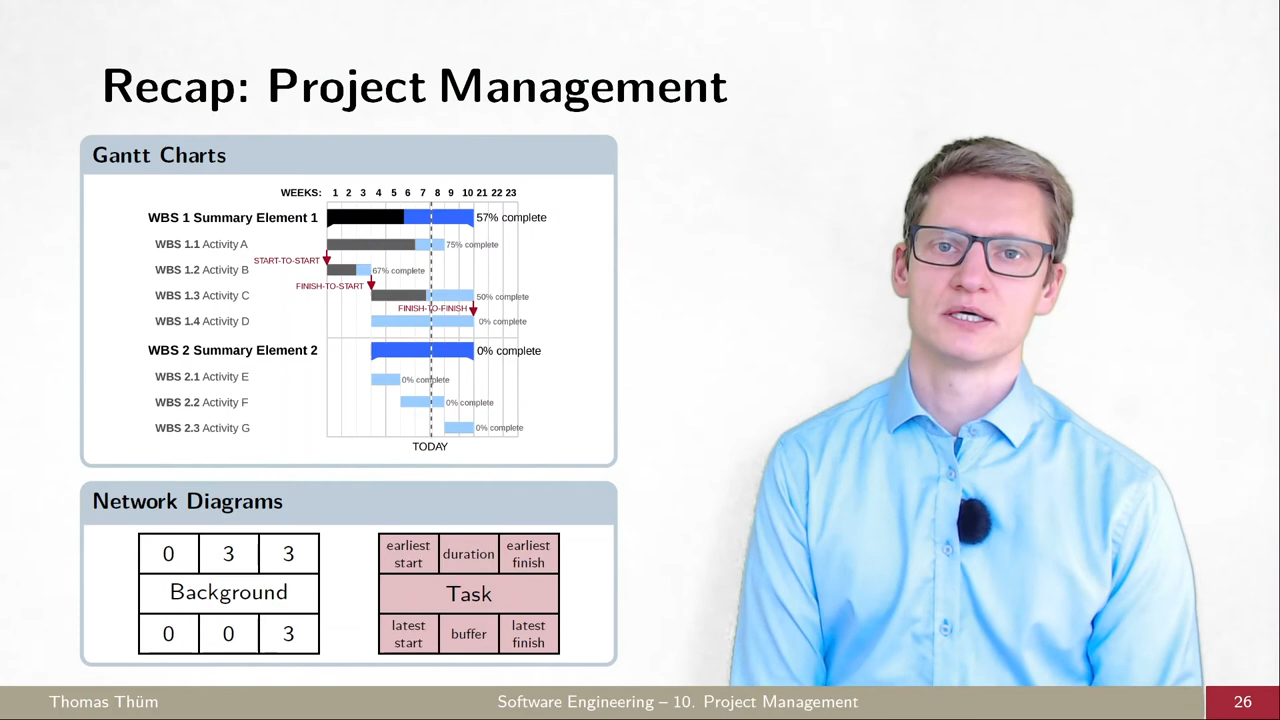 Recap: Project Management
Gantt Charts
WEEKS: 1 2 3 4 5 6 7 8 9 10 21 22 23
WBS 1 Summary Element 1 57% complete
WBS 1.1 Activity A 75% complete
START-TO-START
WBS 1.2 Activity B 67% complete
FINISH-TO-START
WBS 1.3 Activity C 50% complete
FINISH-TO-FINISH
WBS 1.4 Activity D 0% complete
WBS 2 Summary Element 2 0% complete
WBS 2.1 Activity E 0% complete
WBS 2.2 Activity F 0% complete
WBS 2.3 Activity G 0% complete
TODAY
Network Diagrams
0 3 3
Background
0 0 3
earliest start duration earliest finish
Task
latest start buffer latest finish
Thomas Thüm Software Engineering – 10. Project Management 26